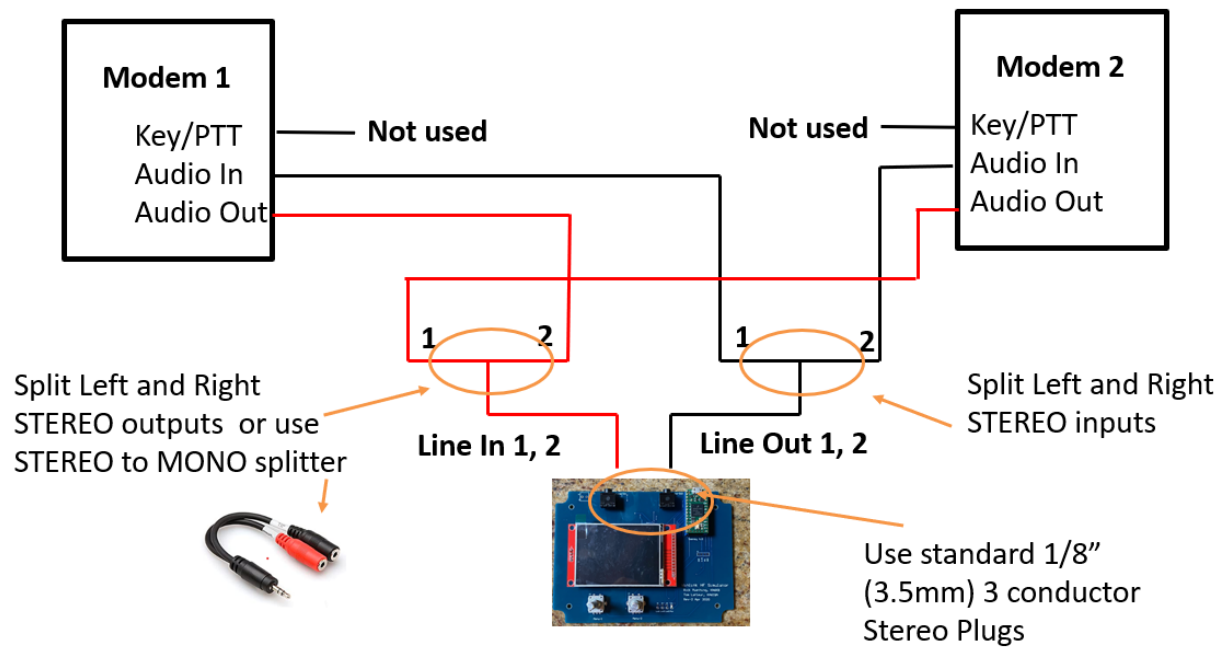 Modem 1
Key/PTT
Audio In
Audio Out
Not used
Modem 2
Not used
Key/PTT
Audio In
Audio Out
1
2
1
2
Split Left and Right
STEREO outputs or use
STEREO to MONO splitter
Line In 1, 2
Line Out 1, 2
Split Left and Right
STEREO inputs
Use standard 1/8”
(3.5mm) 3 conductor
Stereo Plugs